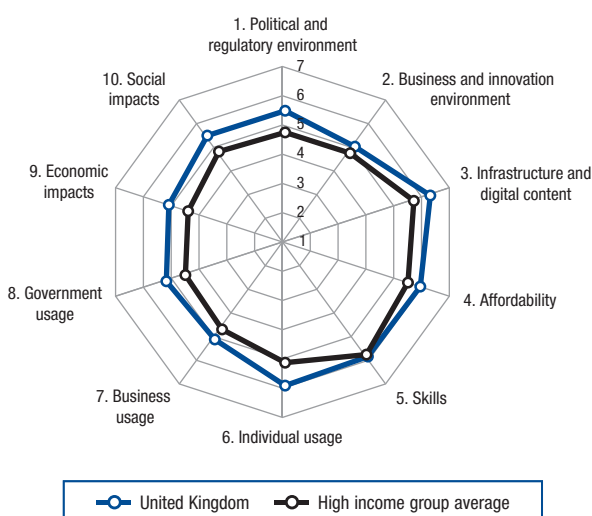 1. Political and
regulatory environment
7
10. Social
impacts
2. Business and innovation
environment
6
5
9. Economic
impacts
4
3. Infrastructure and
digital content
3
2
1
8. Government
usage
4. Affordability
7. Business
usage
5. Skills
6. Individual usage
United Kingdom High income group average